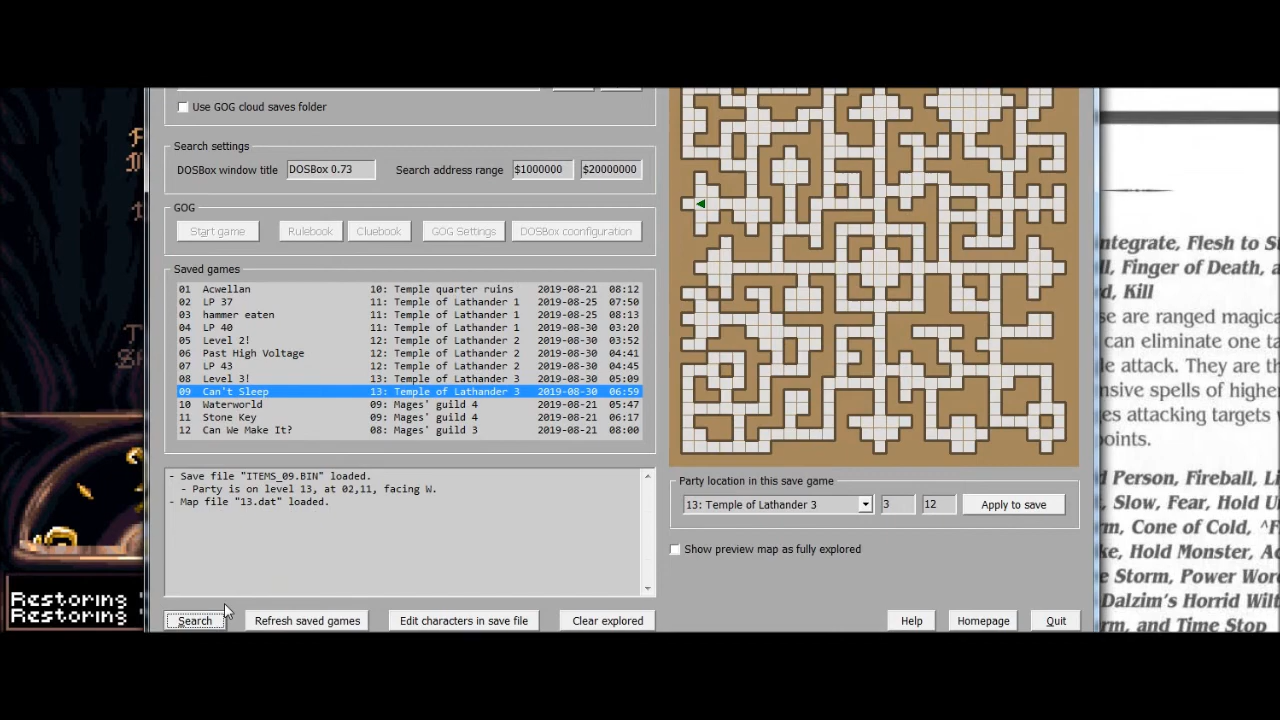 Use GOG cloud saves folder
Search settings
DOSBox window title DOSBox 0.73 Search address range $1000000 $20000000
GOG
Start game Rulebook Cluebook GOG Settings DOSBox cconfiguration
Saved games
01 Acwellan 10: Temple quarter ruins 2019-08-21 08:12
02 LP 37 11: Temple of Lathander 1 2019-08-25 07:50
03 hammer eaten 11: Temple of Lathander 1 2019-08-25 08:13
04 LP 40 11: Temple of Lathander 1 2019-08-30 03:20
05 Level 2! 12: Temple of Lathander 2 2019-08-30 03:52
06 Past High Voltage 12: Temple of Lathander 2 2019-08-30 04:41
07 LP 43 12: Temple of Lathander 2 2019-08-30 04:45
08 Level 3! 13: Temple of Lathander 3 2019-08-30 05:09
09 Can't Sleep 13: Temple of Lathander 3 2019-08-30 06:59
10 Waterworld 09: Mages' guild 4 2019-08-21 05:47
11 Stone Key 09: Mages' guild 4 2019-08-21 06:17
12 Can We Make It? 08: Mages' guild 3 2019-08-21 08:00
- Save file "ITEMS_09.BIN" loaded.
- Party is on level 13, at 02,11, facing W.
- Map file "13.dat" loaded.
Search Refresh saved games Edit characters in save file Clear explored
Party location in this save game
13: Temple of Lathander 3 3 12 Apply to save
Show preview map as fully explored
Help Homepage Quit
Restoring
Restoring
ntegrate, Flesh to S
ll, Finger of Death, a
d, Kill
se are ranged magica
can eliminate one ta
le attack. They are th
nsive spells of higher
es attacking targets
points.
d Person, Fireball, Li
, Slow, Fear, Hold U
rm, Cone of Cold, ^F
ke, Hold Monster, Ac
e Storm, Power Word
Dalzim's Horrid Wilt
rm, and Time Stop